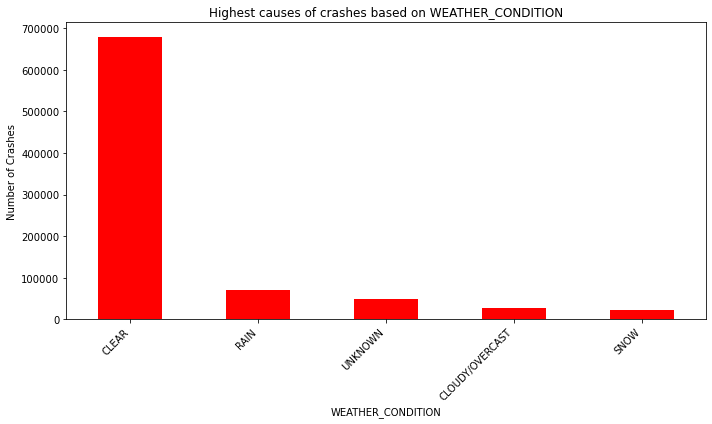 Highest causes of crashes based on WEATHER_CONDITION
Number of Crashes
700000
600000
500000
400000
300000
200000
100000
0
CLEAR
RAIN
UNKNOWN
CLOUDY/OVERCAST
SNOW
WEATHER_CONDITION